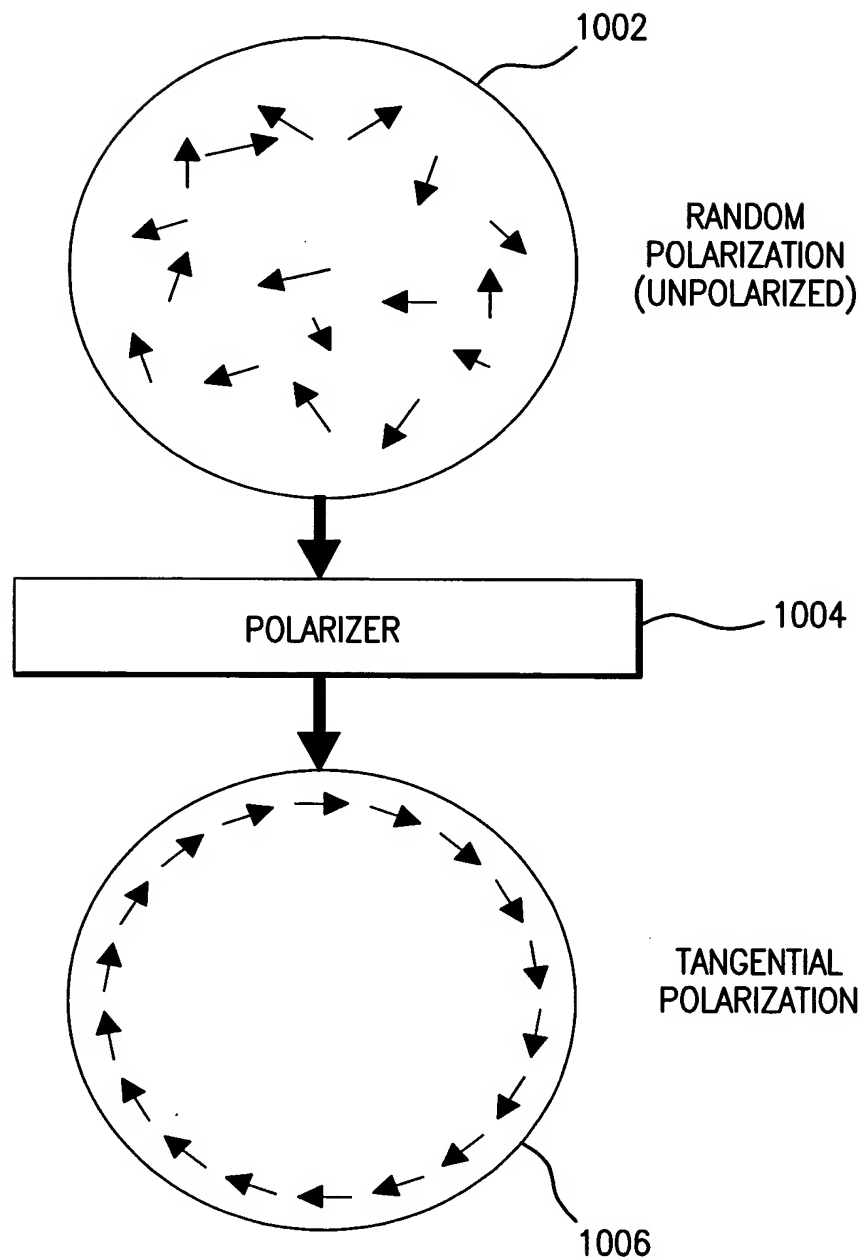 1002
RANDOM
POLARIZATION
(UNPOLARIZED)
POLARIZER
1004
TANGENTIAL
POLARIZATION
1006